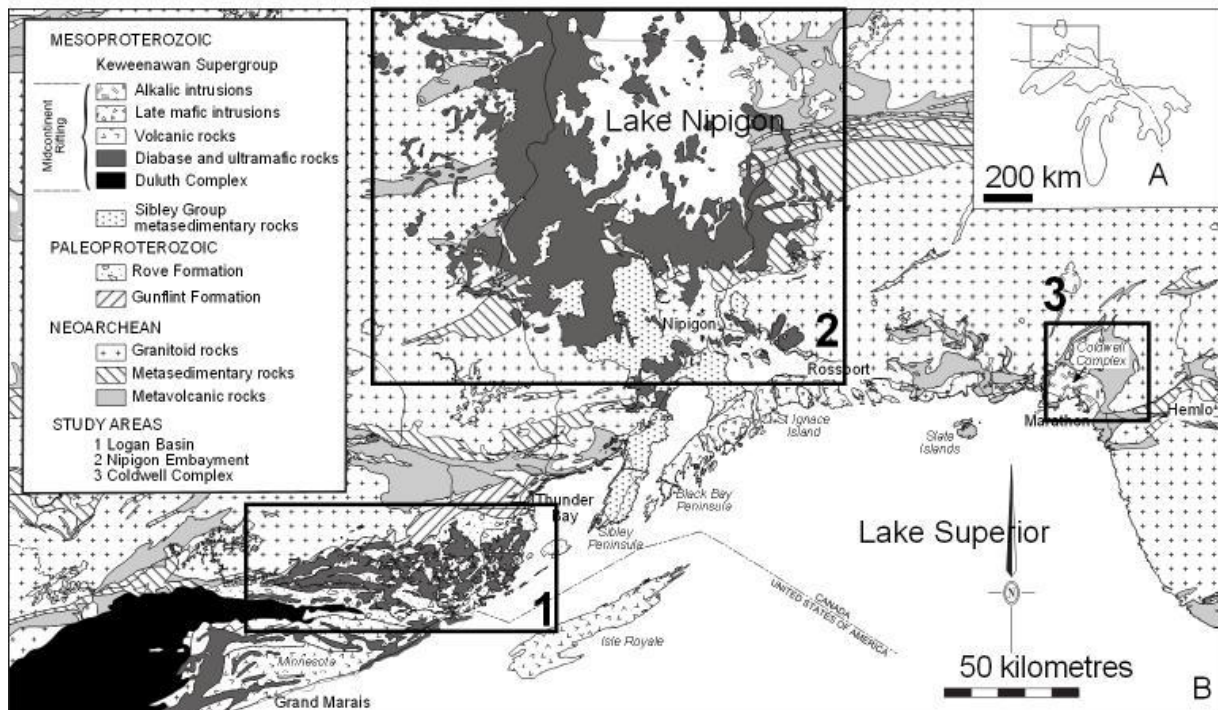 MESOPROTEROZOIC
Keweenawan Supergroup
Midcontinent
Rifting
Alkalic intrusions
Late mafic intrusions
Volcanic rocks
Diabase and ultramafic rocks
Duluth Complex
Sibley Group
metasedimentary rocks
PALEOPROTEROZOIC
Rove Formation
Gunflint Formation
NEOARCHEAN
Granitoid rocks
Metasedimentary rocks
Metavolcanic rocks
STUDY AREAS
1 Logan Basin
2 Nipigon Embayment
3 Coldwell Complex
Lake Nipigon
200 km
A
Nipigon
2
Rossport
3
Coldwell
Complex
Marathon
Hemlo
St Ignace
Island
Slate
Islands
Black Bay
Peninsula
Thunder
Bay
Sibley
Peninsula
Lake Superior
1
CANADA
UNITED STATES OF AMERICA
N
Isle Royale
Minnesota
Grand Marais
50 kilometres
B